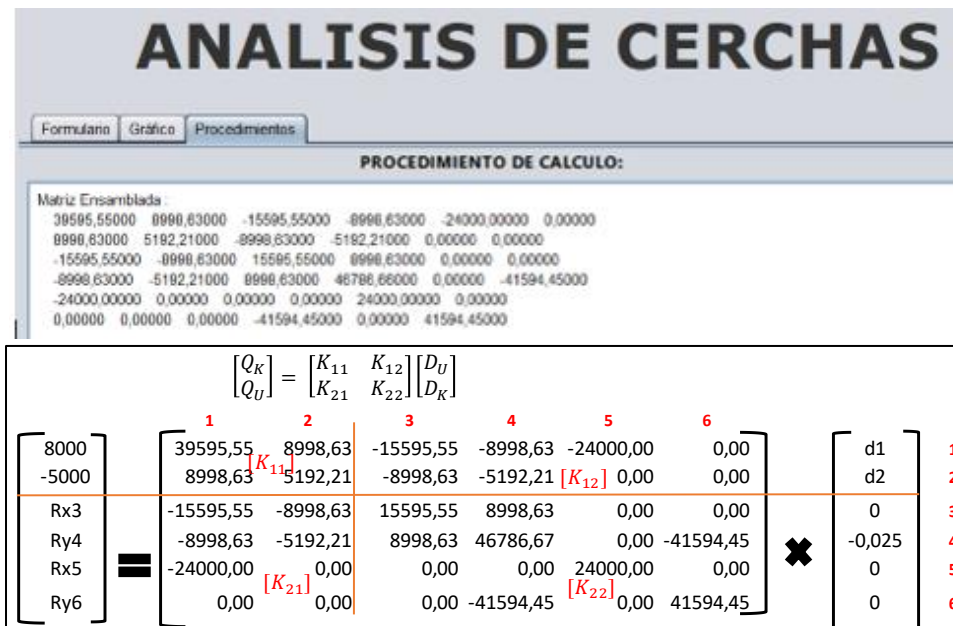 ANALISIS DE CERCHAS
Formulario Gráfico Procedimientos
PROCEDIMIENTO DE CALCULO:
Matriz Ensamblada :
39595,55000 8998,63000 -15595,55000 -8998,63000 -24000,00000 0,00000
8998,63000 5192,21000 -8998,63000 -5192,21000 0,00000 0,00000
-15595,55000 -8998,63000 15595,55000 8998,63000 0,00000 0,00000
-8998,63000 -5192,21000 8998,63000 46786,66000 0,00000 -41594,45000
-24000,00000 0,00000 0,00000 0,00000 24000,00000 0,00000
0,00000 0,00000 0,00000 -41594,45000 0,00000 41594,45000
[Q_K] = [K_11 K_12] [D_U]
[Q_U] [K_21 K_22] [D_K]
1 2 3 4 5 6
8000 39595,55 8998,63 -15595,55 -8998,63 -24000,00 0,00 d1 1
[K_11]
-5000 8998,63 5192,21 -8998,63 -5192,21 [K_12] 0,00 0,00 d2 2
Rx3 -15595,55 -8998,63 15595,55 8998,63 0,00 0,00 0 3
Ry4 = -8998,63 -5192,21 8998,63 46786,67 0,00 -41594,45 ✖ -0,025 4
Rx5 -24000,00 0,00 0,00 0,00 24000,00 0,00 0 5
[K_21] [K_22]
Ry6 0,00 0,00 0,00 -41594,45 0,00 41594,45 0 6